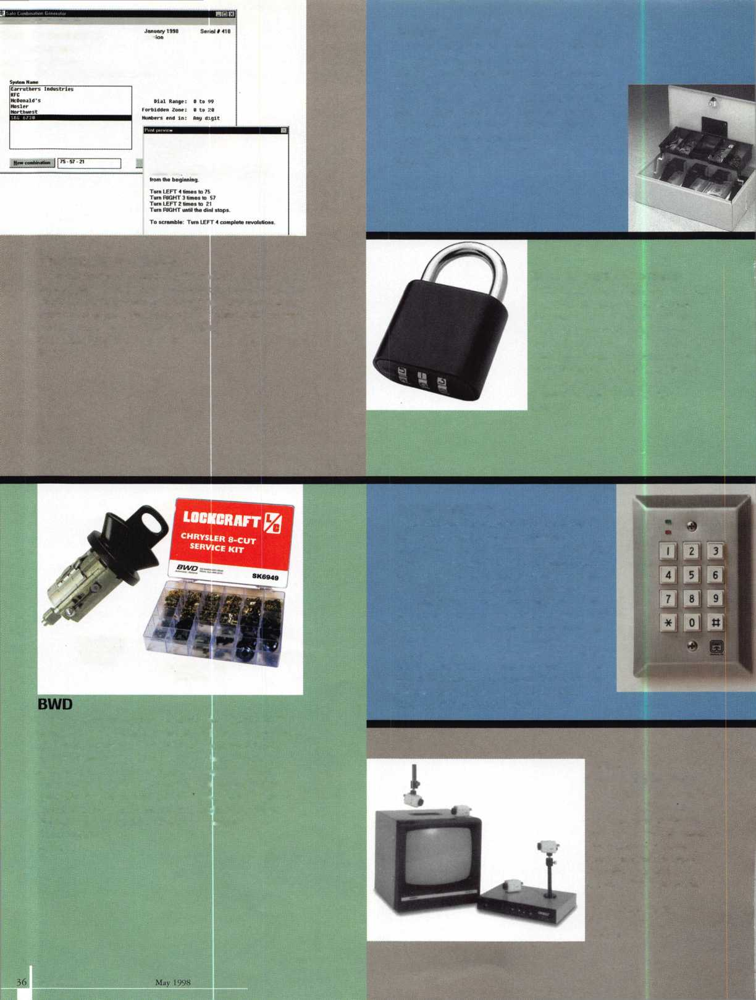 Safe Combination Generator
January 1998 Serial # 410
ion
System Name
Carruthers Industries
KFC
McDonald's
Mosler
Northwest
S&G 6730
Dial Range: 0 to 99
Forbidden Zone: 0 to 20
Numbers end in: Any digit
New combination 75 - 57 - 21
Print preview
from the beginning.
Turn LEFT 4 times to 75
Turn RIGHT 3 times to 57
Turn LEFT 2 times to 21
Turn RIGHT until the dial stops.
To scramble: Turn LEFT 4 complete revolutions.
LOCKCRAFT L/C
CHRYSLER 8-CUT
SERVICE KIT
BWD
SK6949
1 2 3
4 5 6
7 8 9
* 0 #
BWD
36 May 1998